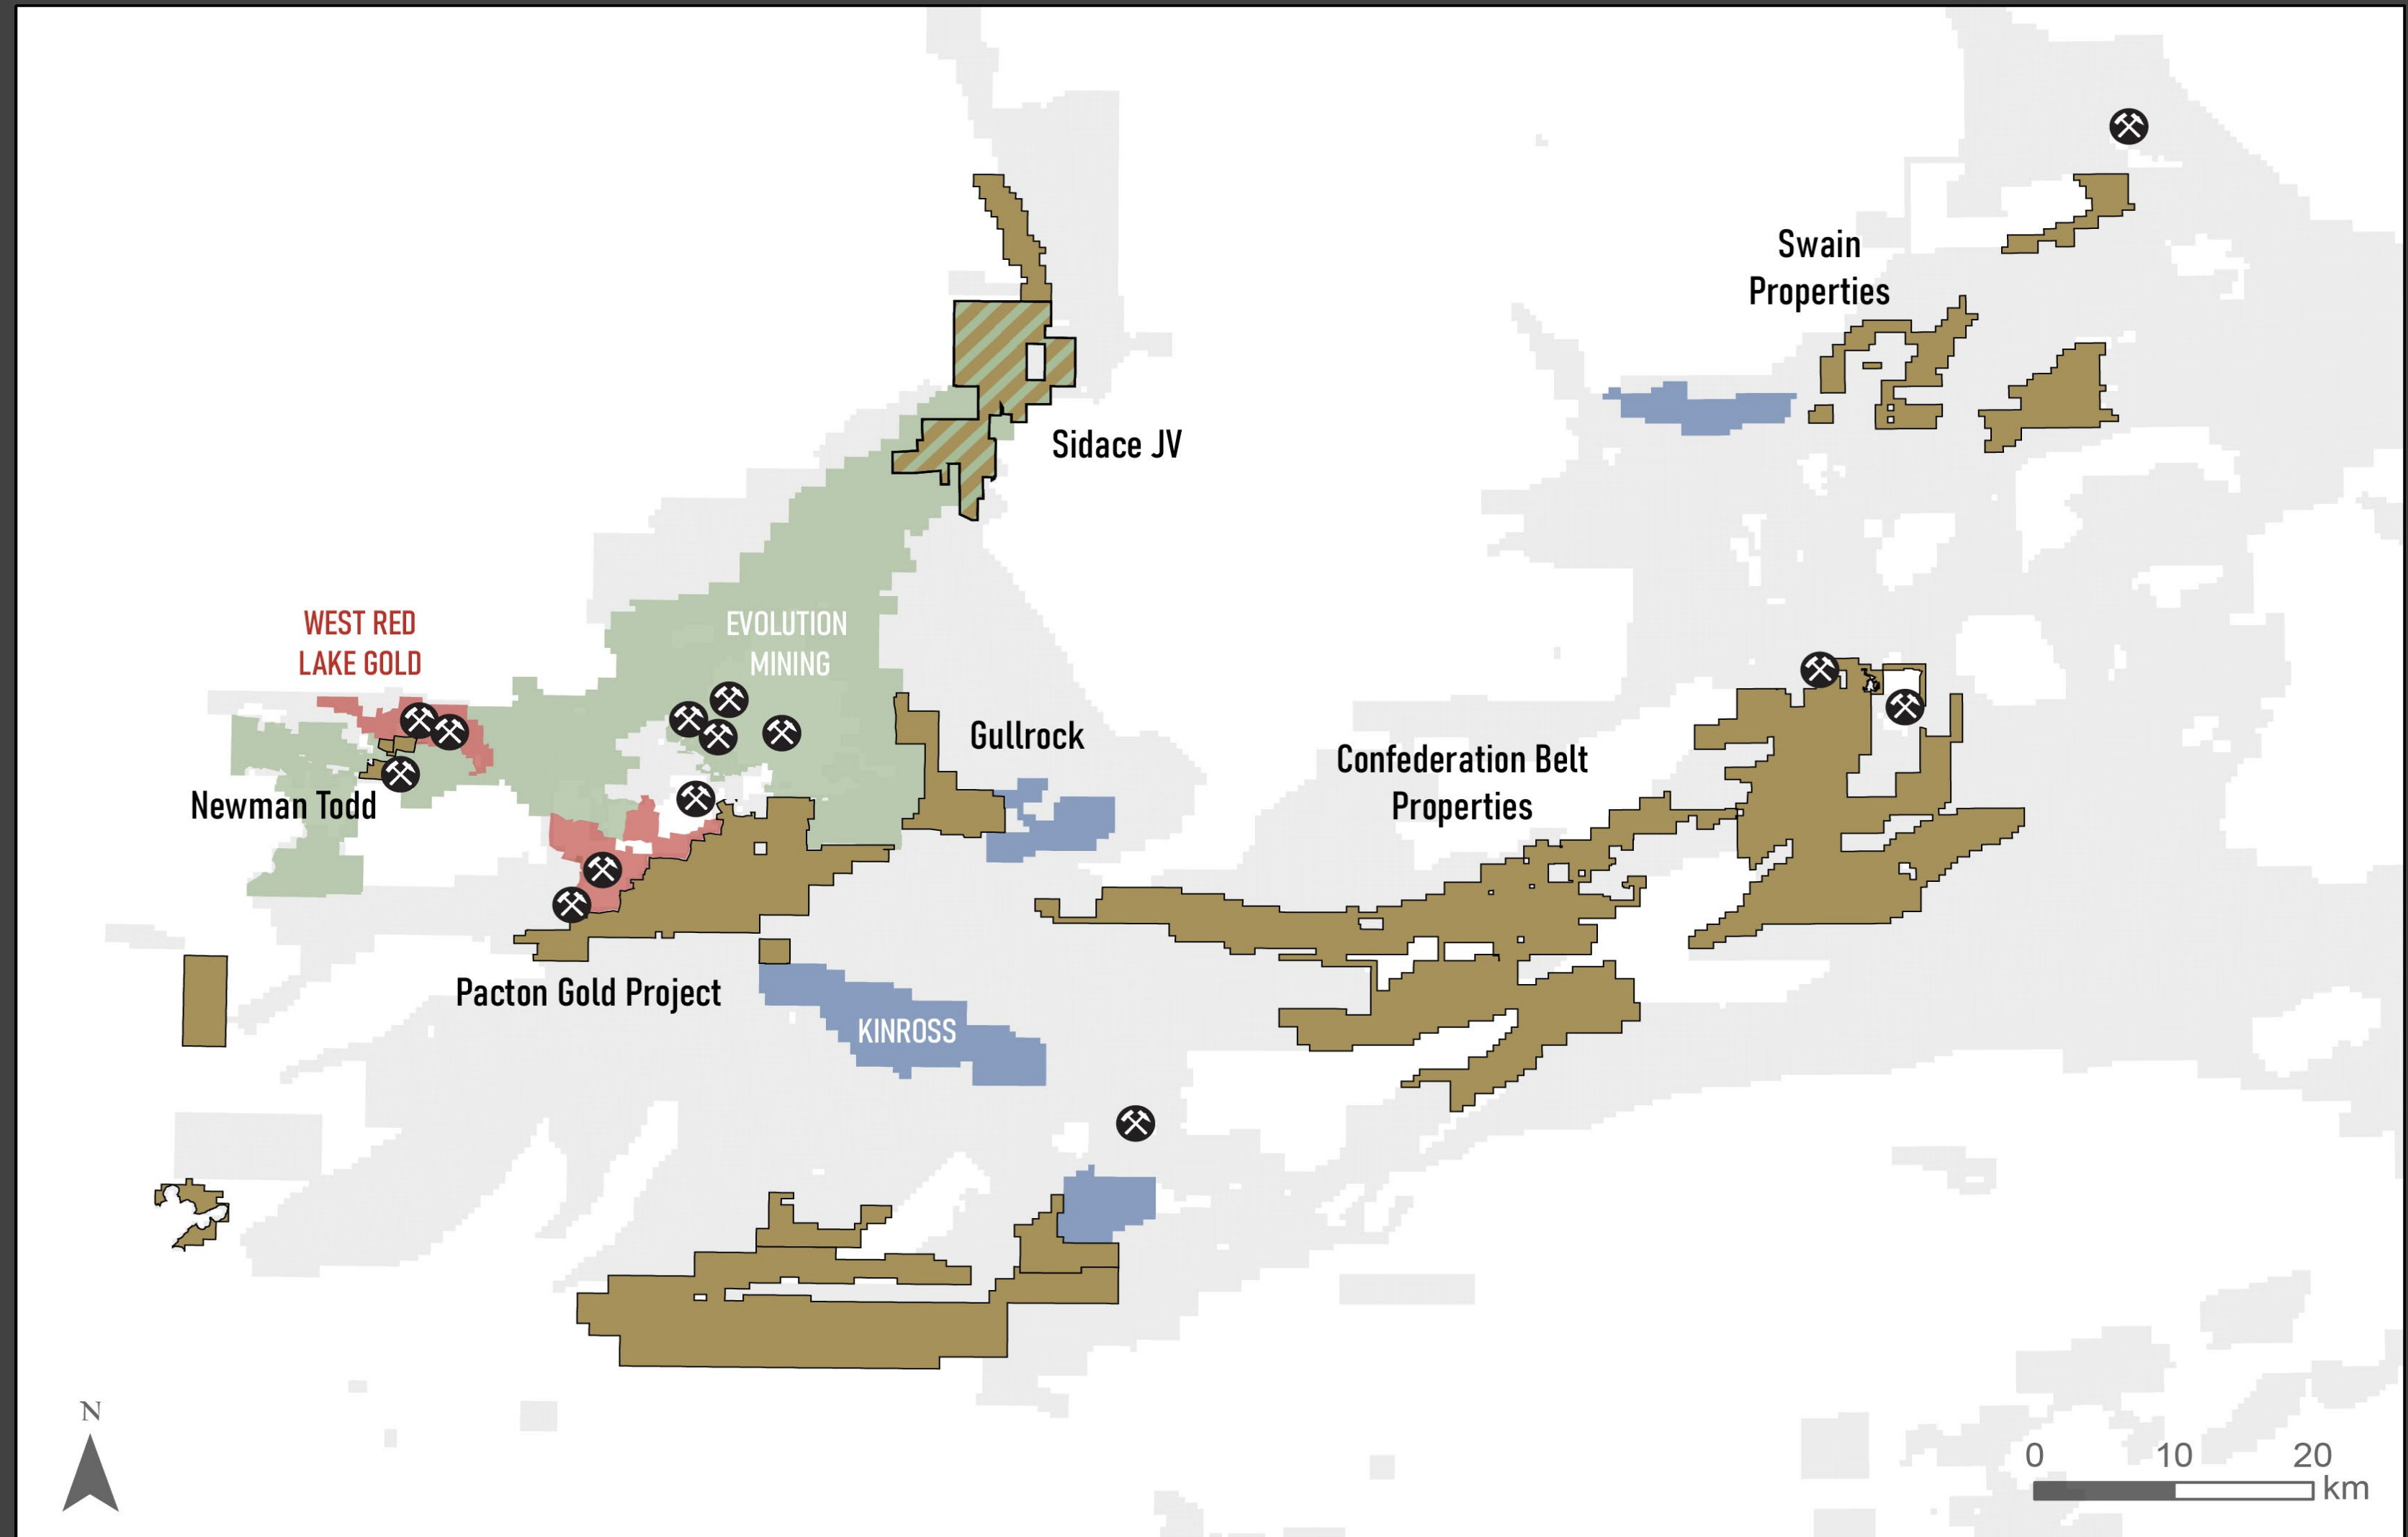 Swain
Properties
Sidace JV
WEST RED
LAKE GOLD
EVOLUTION
MINING
Gullrock
Confederation Belt
Properties
Newman Todd
Pacton Gold Project
KINROSS
N
0 10 20
km